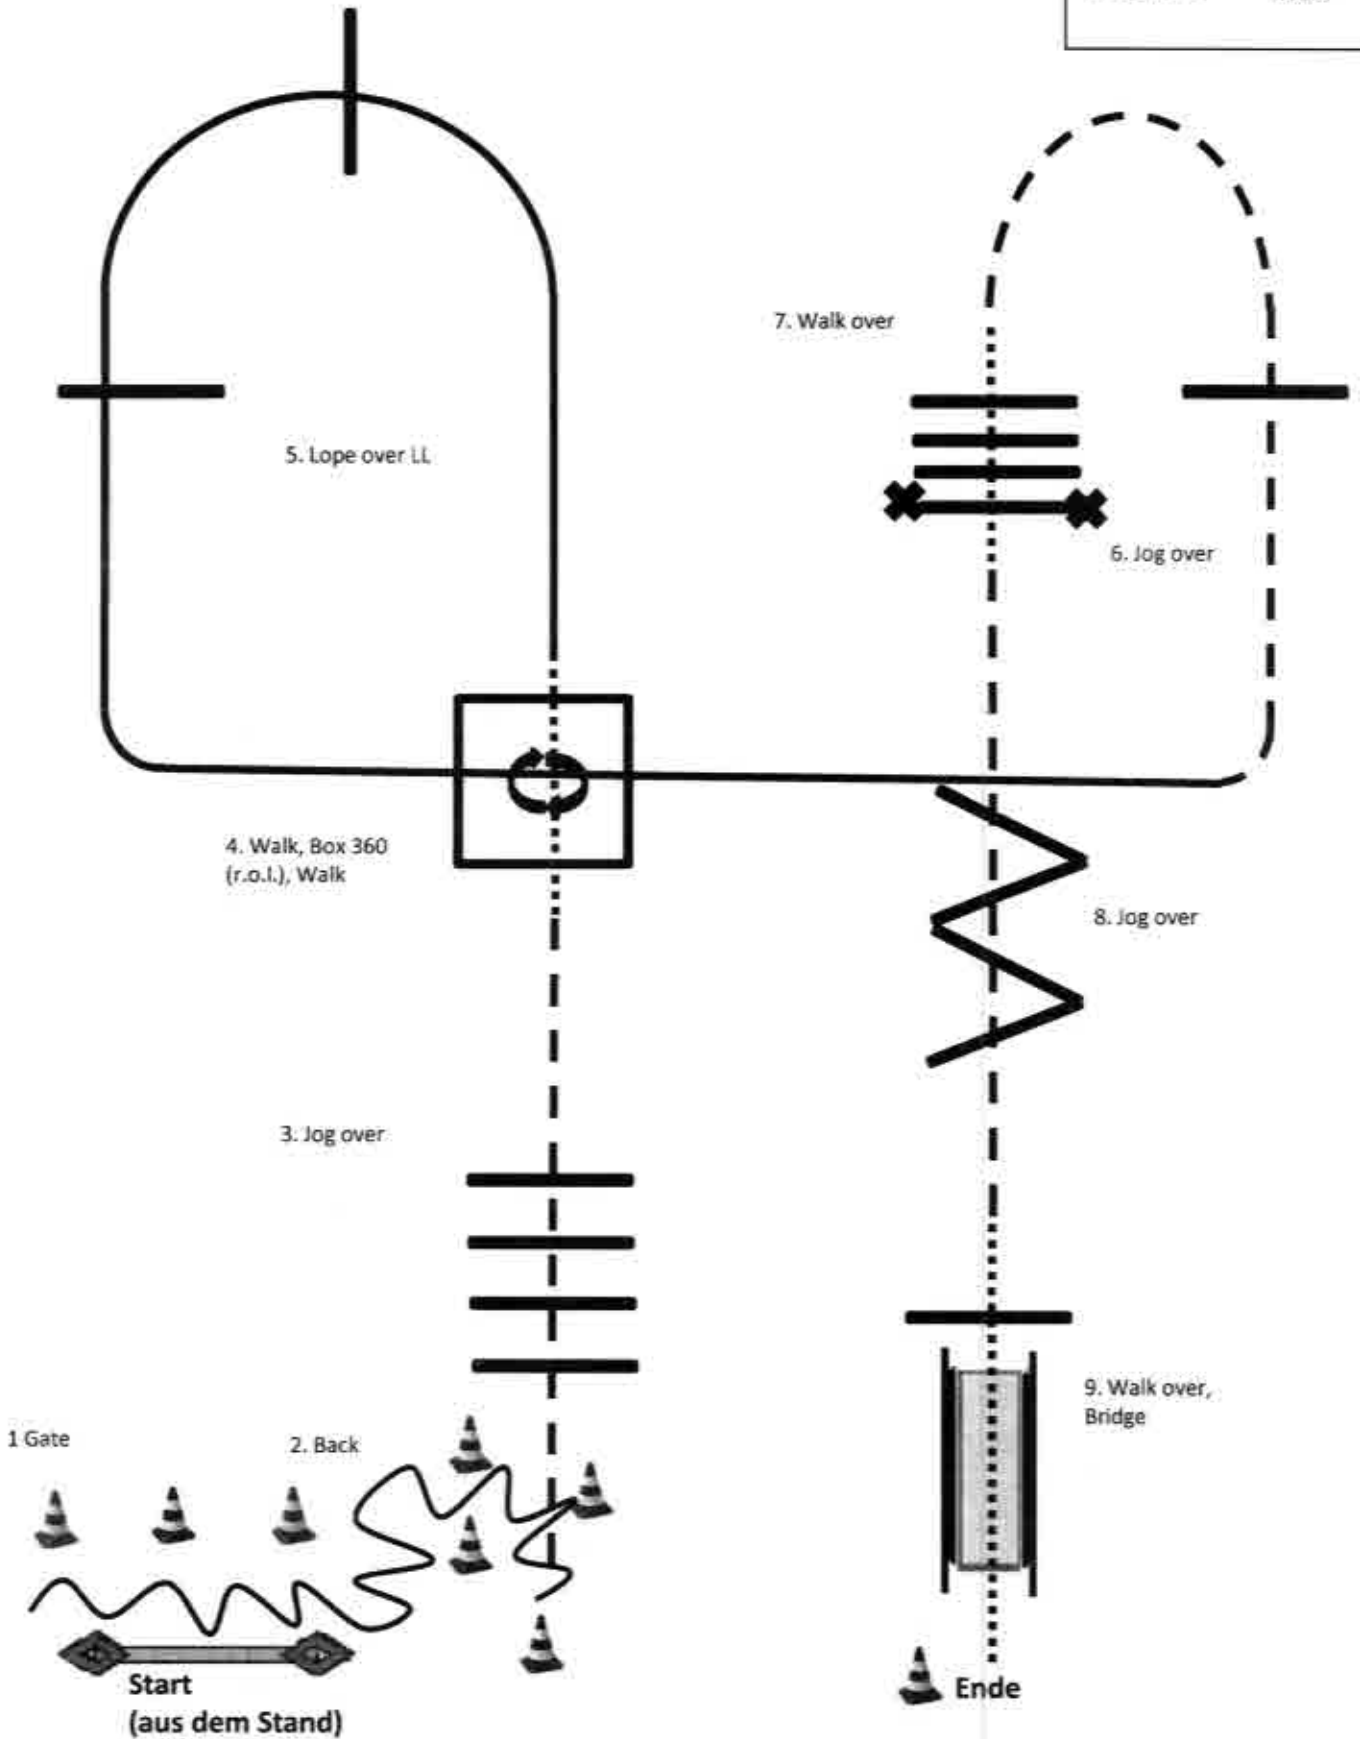 7. Walk over
5. Lope over LL
6. Jog over
4. Walk, Box 360
(r.o.l.), Walk
8. Jog over
3. Jog over
9. Walk over,
Bridge
1 Gate
2. Back
Start
(aus dem Stand)
Ende